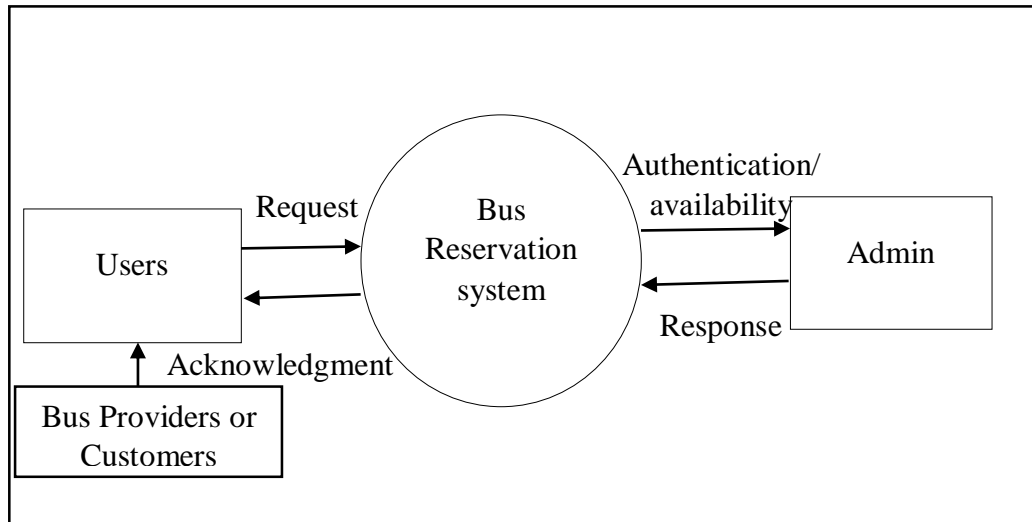 Users
Bus Providers or
Customers
Request
Acknowledgment
Bus
Reservation
system
Authentication/
availability
Response
Admin